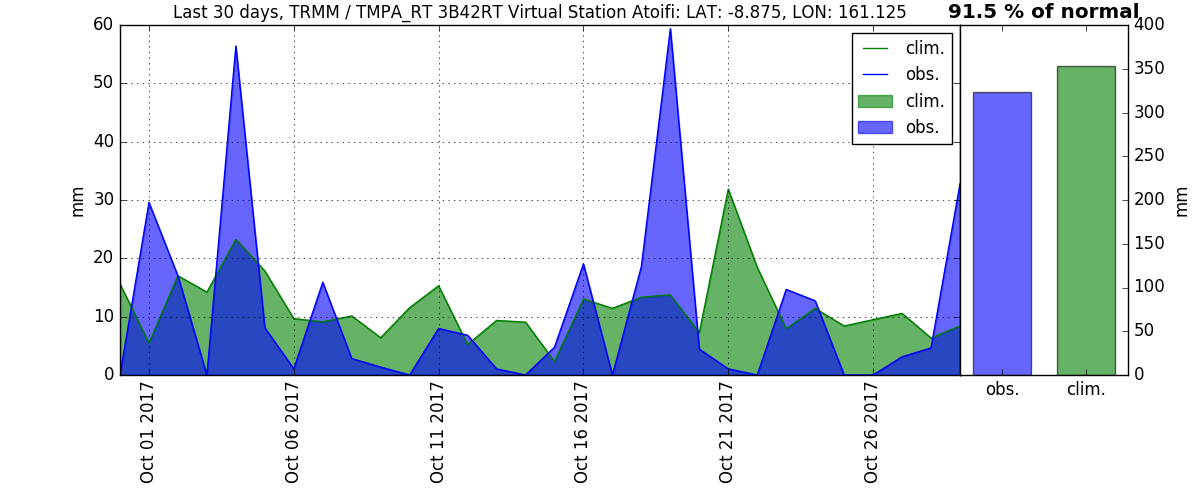 Last 30 days, TRMM / TMPA_RT 3B42RT Virtual Station Atoifi: LAT: -8.875, LON: 161.125
91.5 % of normal
60
50
40
30
20
10
0
mm
clim.
obs.
clim.
obs.
Oct 01 2017
Oct 06 2017
Oct 11 2017
Oct 16 2017
Oct 21 2017
Oct 26 2017
400
350
300
250
200
150
100
50
0
mm
obs.
clim.